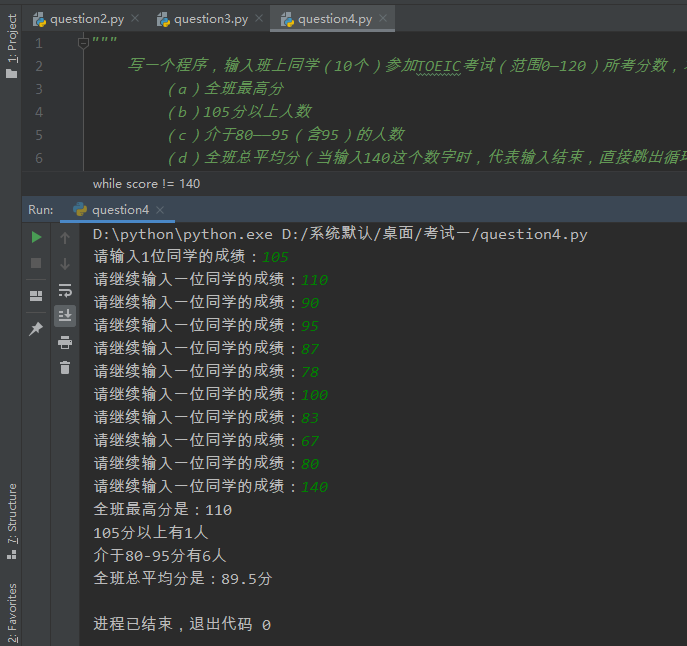 question2.py question3.py question4.py
1: Project
1 """
2 写一个程序，输入班上同学（10个）参加TOEIC考试（范围0—120）所考分数，
3 （a）全班最高分
4 （b）105分以上人数
5 （c）介于80——95（含95）的人数
6 （d）全班总平均分（当输入140这个数字时，代表输入结束，直接跳出循环
while score != 140
Run: question4
D:\python\python.exe D:/系统默认/桌面/考试一/question4.py
请输入1位同学的成绩：105
请继续输入一位同学的成绩：110
请继续输入一位同学的成绩：90
请继续输入一位同学的成绩：95
请继续输入一位同学的成绩：87
请继续输入一位同学的成绩：78
请继续输入一位同学的成绩：100
请继续输入一位同学的成绩：83
请继续输入一位同学的成绩：67
请继续输入一位同学的成绩：80
请继续输入一位同学的成绩：140
全班最高分是：110
105分以上有1人
介于80-95分有6人
全班总平均分是：89.5分
进程已结束，退出代码 0
7: Structure
2: Favorites